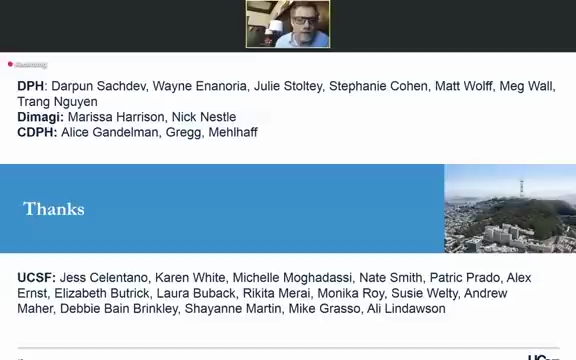 Recording
DPH: Darpun Sachdev, Wayne Enanoria, Julie Stoltey, Stephanie Cohen, Matt Wolff, Meg Wall,
Trang Nguyen
Dimagi: Marissa Harrison, Nick Nestle
CDPH: Alice Gandelman, Gregg, Mehlhaff
Thanks
UCSF: Jess Celentano, Karen White, Michelle Moghadassi, Nate Smith, Patric Prado, Alex
Ernst, Elizabeth Butrick, Laura Buback, Rikita Merai, Monika Roy, Susie Welty, Andrew
Maher, Debbie Bain Brinkley, Shayanne Martin, Mike Grasso, Ali Lindawson